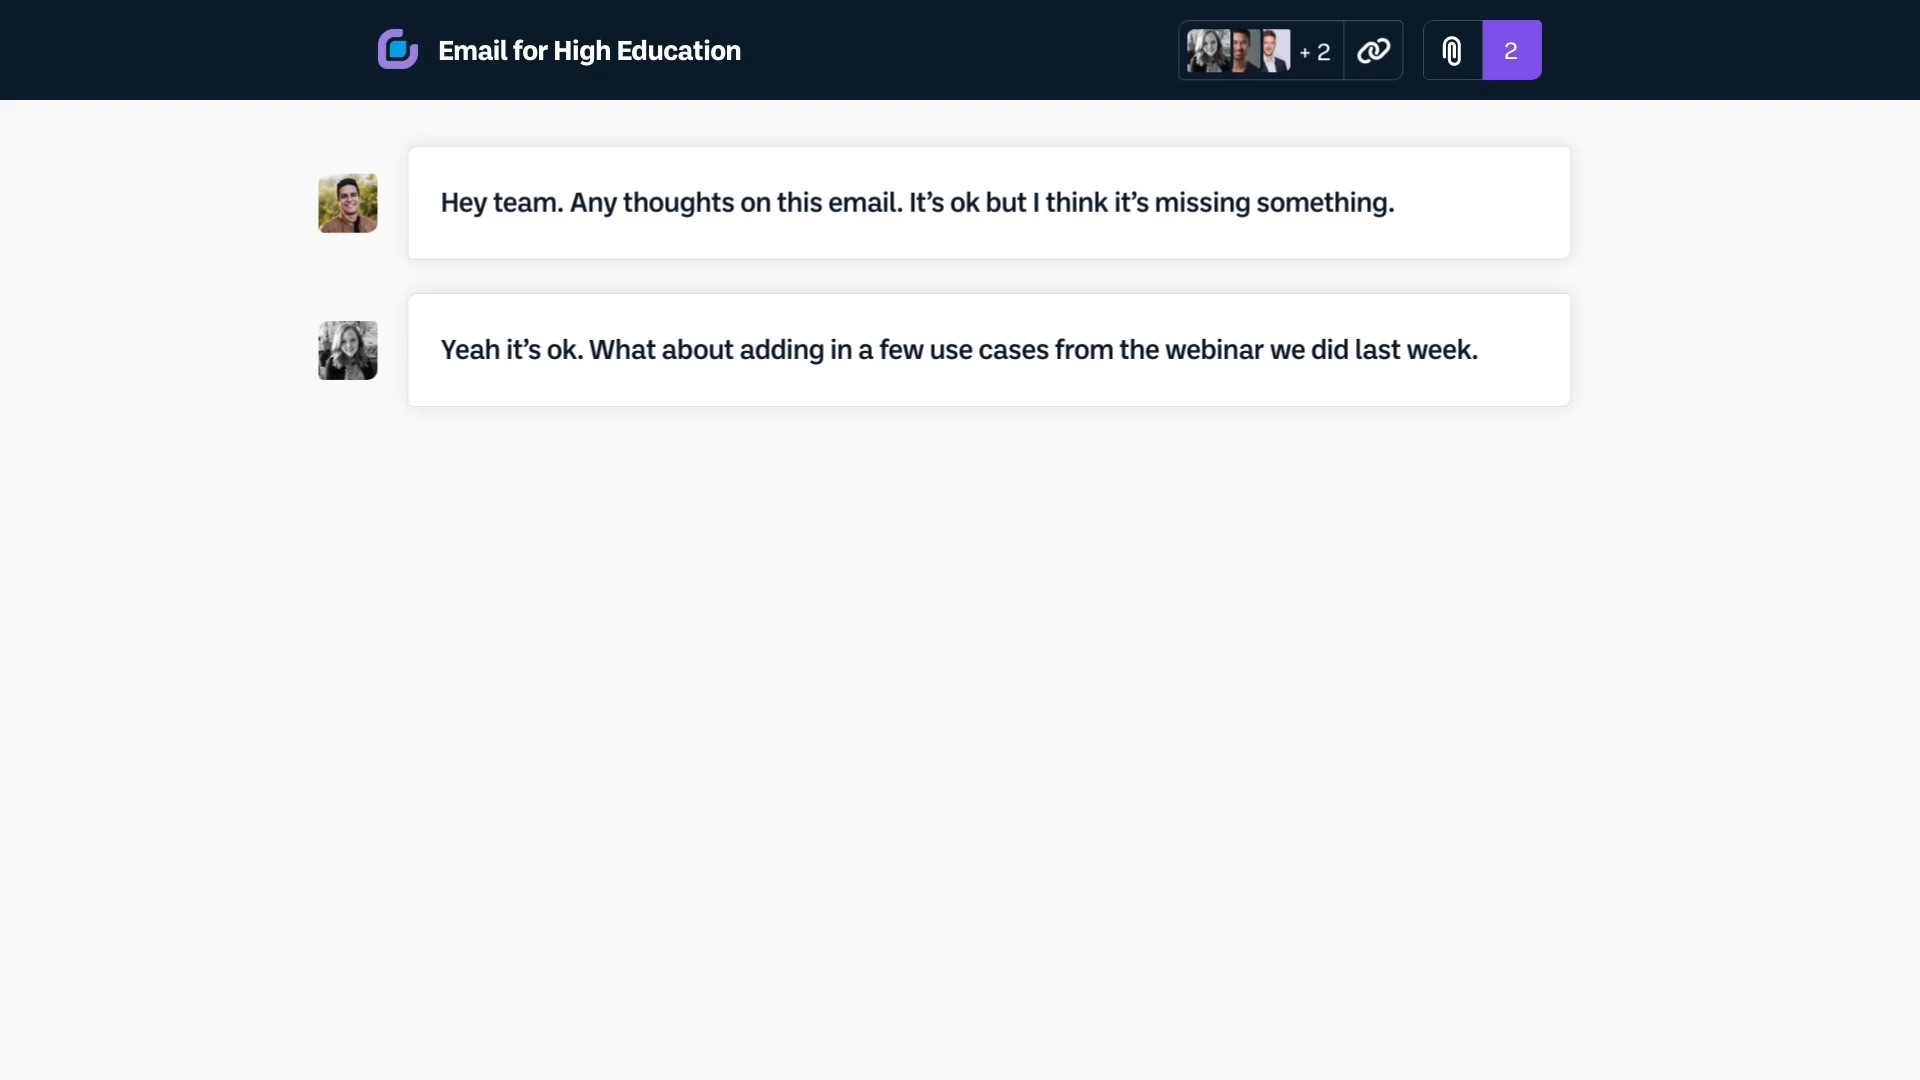 Email for High Education
+ 2
2
Hey team. Any thoughts on this email. It’s ok but I think it’s missing something.
Yeah it’s ok. What about adding in a few use cases from the webinar we did last week.